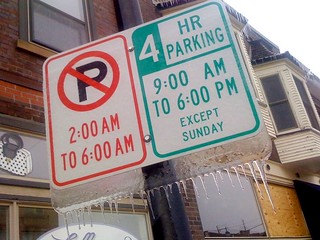 P
2:00 AM
TO 6:00 AM
4 HR
PARKING
9:00 AM
TO 6:00 PM
EXCEPT
SUNDAY